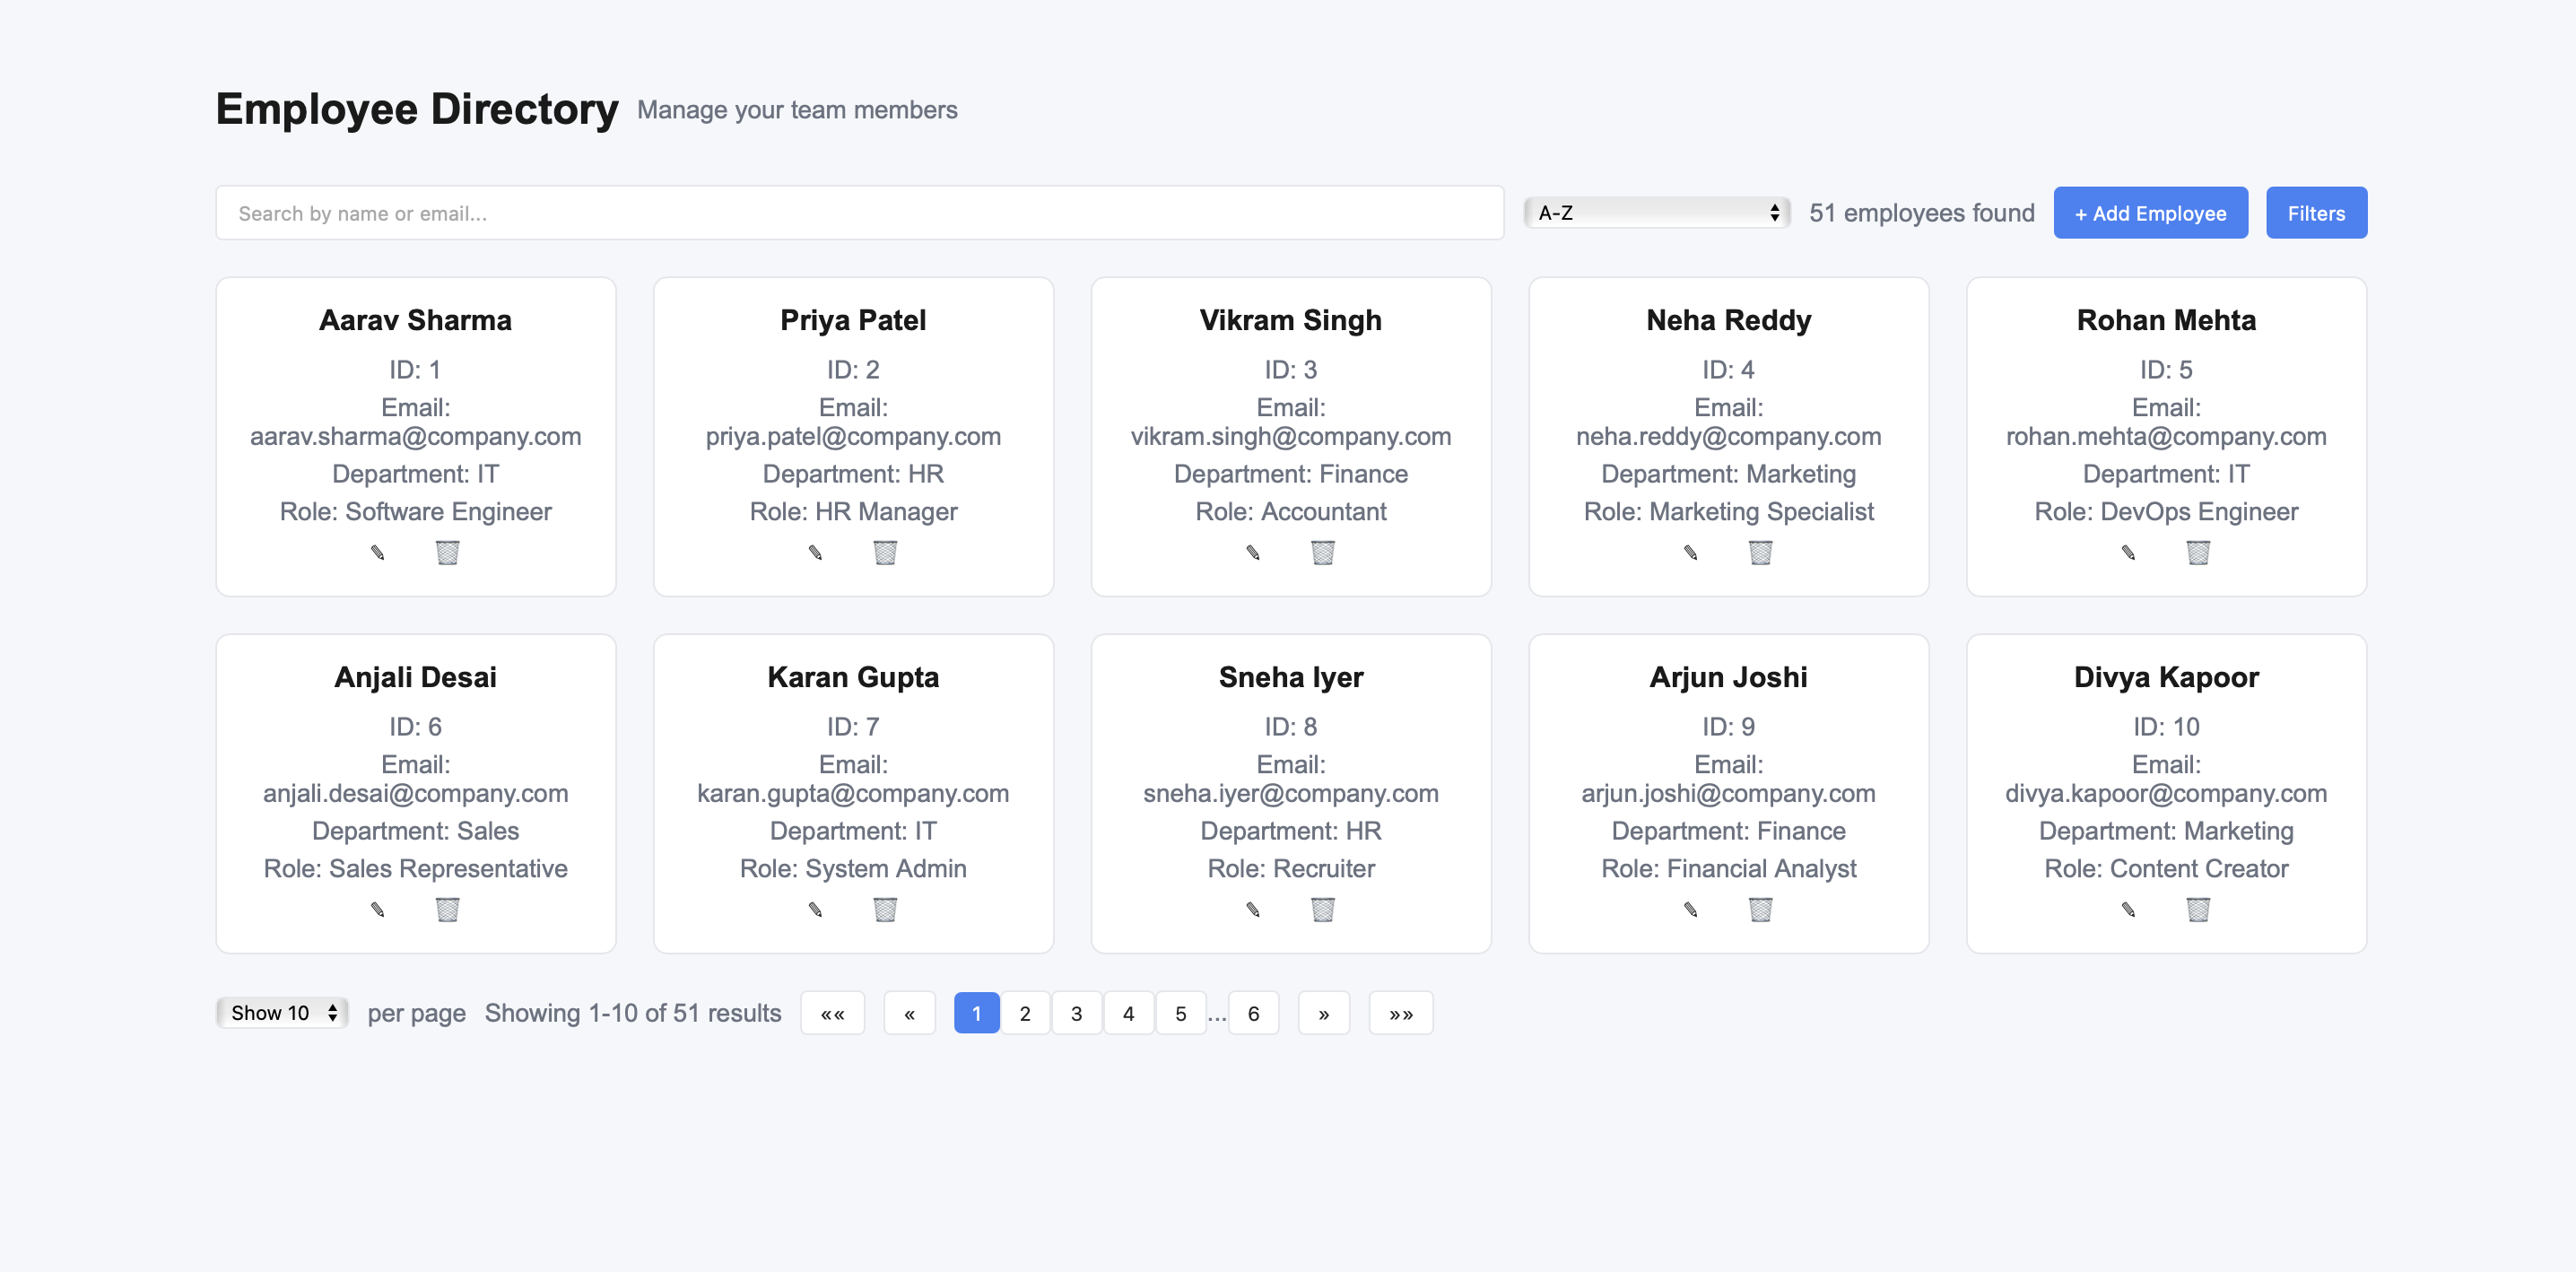 Employee Directory Manage your team members
Search by name or email...
A-Z
51 employees found
+ Add Employee
Filters
Aarav Sharma
ID: 1
Email:
aarav.sharma@company.com
Department: IT
Role: Software Engineer
Priya Patel
ID: 2
Email:
priya.patel@company.com
Department: HR
Role: HR Manager
Vikram Singh
ID: 3
Email:
vikram.singh@company.com
Department: Finance
Role: Accountant
Neha Reddy
ID: 4
Email:
neha.reddy@company.com
Department: Marketing
Role: Marketing Specialist
Rohan Mehta
ID: 5
Email:
rohan.mehta@company.com
Department: IT
Role: DevOps Engineer
Anjali Desai
ID: 6
Email:
anjali.desai@company.com
Department: Sales
Role: Sales Representative
Karan Gupta
ID: 7
Email:
karan.gupta@company.com
Department: IT
Role: System Admin
Sneha Iyer
ID: 8
Email:
sneha.iyer@company.com
Department: HR
Role: Recruiter
Arjun Joshi
ID: 9
Email:
arjun.joshi@company.com
Department: Finance
Role: Financial Analyst
Divya Kapoor
ID: 10
Email:
divya.kapoor@company.com
Department: Marketing
Role: Content Creator
Show 10 per page Showing 1-10 of 51 results «« « 1 2 3 4 5 ... 6 » »»